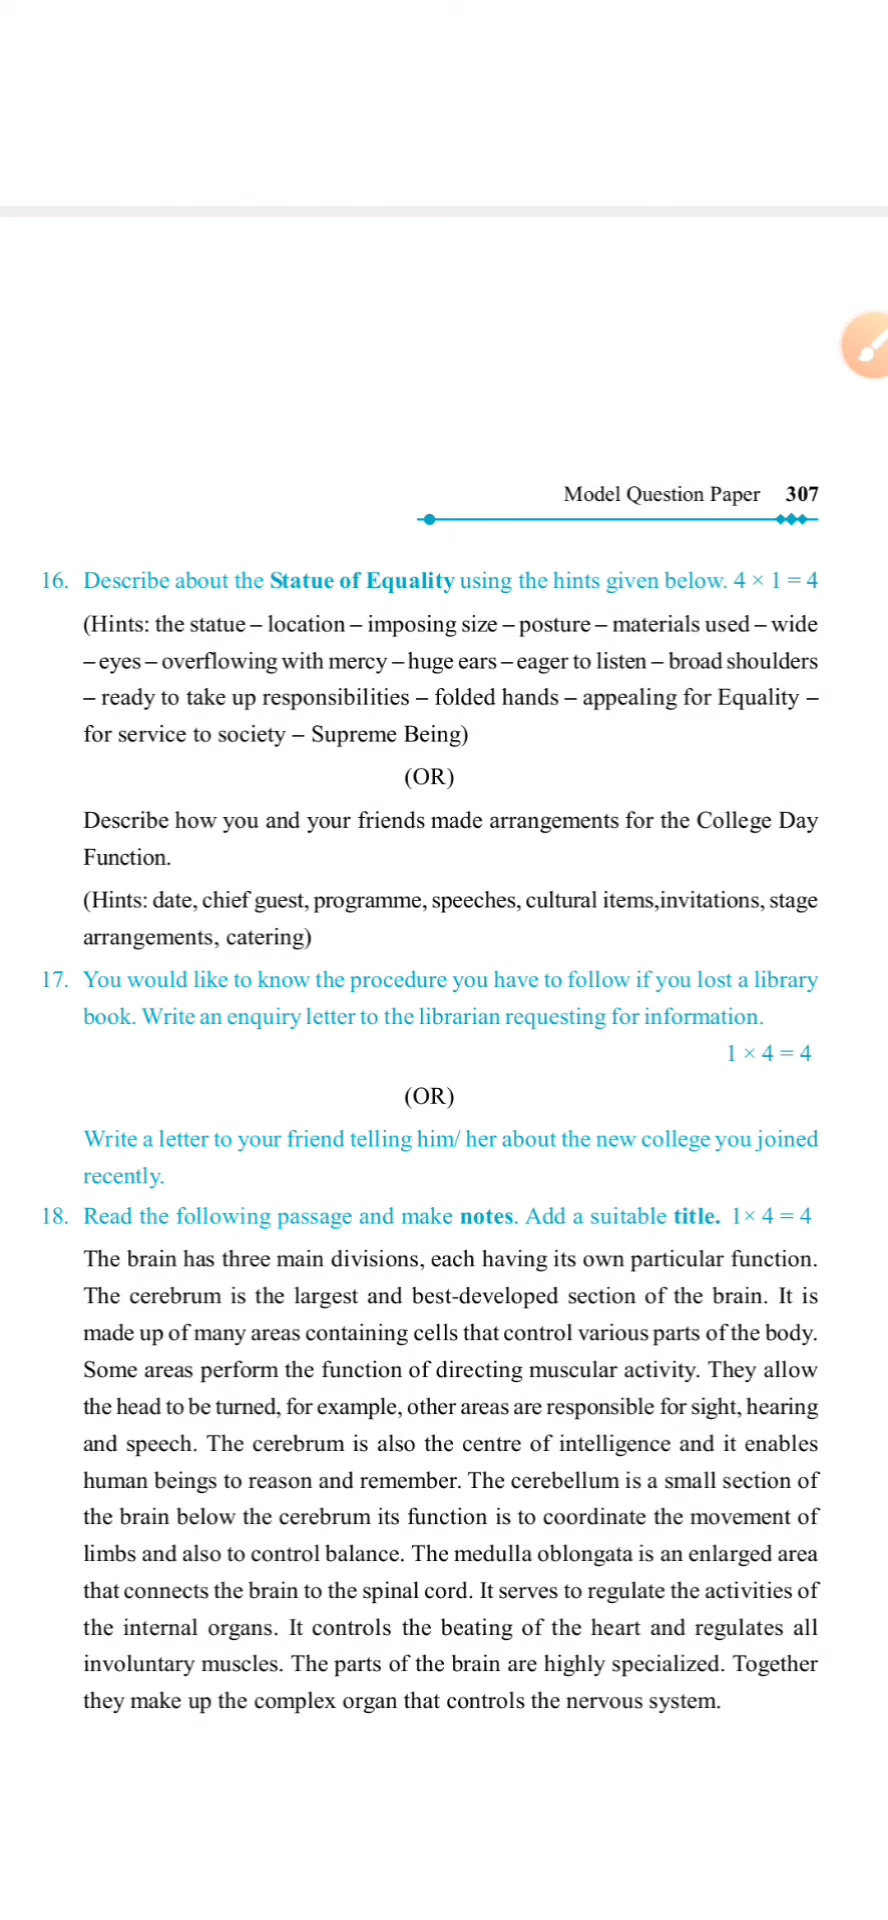 Model Question Paper 307
16. Describe about the Statue of Equality using the hints given below. 4 × 1 = 4
(Hints: the statue – location – imposing size – posture – materials used – wide
– eyes – overflowing with mercy – huge ears – eager to listen – broad shoulders
– ready to take up responsibilities – folded hands – appealing for Equality –
for service to society – Supreme Being)
(OR)
Describe how you and your friends made arrangements for the College Day
Function.
(Hints: date, chief guest, programme, speeches, cultural items,invitations, stage
arrangements, catering)
17. You would like to know the procedure you have to follow if you lost a library
book. Write an enquiry letter to the librarian requesting for information.
1 × 4 = 4
(OR)
Write a letter to your friend telling him/ her about the new college you joined
recently.
18. Read the following passage and make notes. Add a suitable title. 1× 4 = 4
The brain has three main divisions, each having its own particular function.
The cerebrum is the largest and best-developed section of the brain. It is
made up of many areas containing cells that control various parts of the body.
Some areas perform the function of directing muscular activity. They allow
the head to be turned, for example, other areas are responsible for sight, hearing
and speech. The cerebrum is also the centre of intelligence and it enables
human beings to reason and remember. The cerebellum is a small section of
the brain below the cerebrum its function is to coordinate the movement of
limbs and also to control balance. The medulla oblongata is an enlarged area
that connects the brain to the spinal cord. It serves to regulate the activities of
the internal organs. It controls the beating of the heart and regulates all
involuntary muscles. The parts of the brain are highly specialized. Together
they make up the complex organ that controls the nervous system.